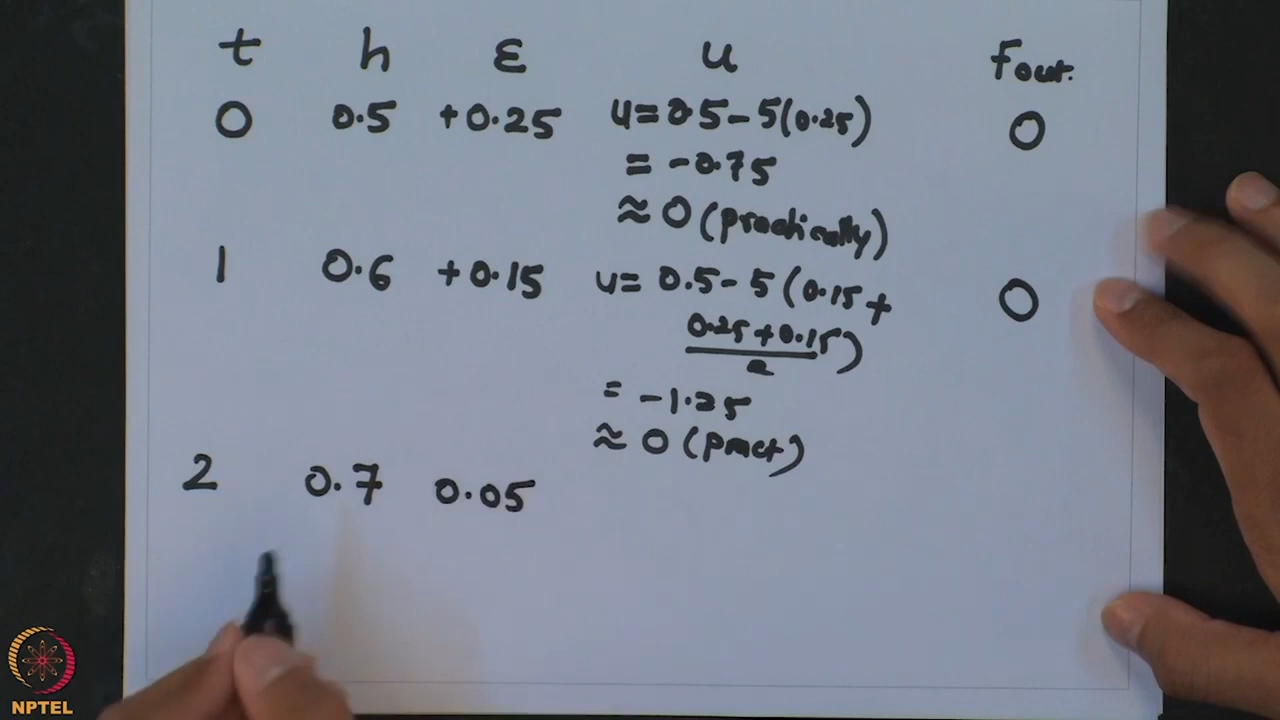 t h ε u Fout.
0 0.5 +0.25 u=0.5-5(0.25) 0
= -0.75
≈ 0 (practically)
1 0.6 +0.15 u= 0.5-5(0.15+ 0
0.25+0.15)
2
= -1.25
≈ 0 (pract)
2 0.7 0.05
NPTEL